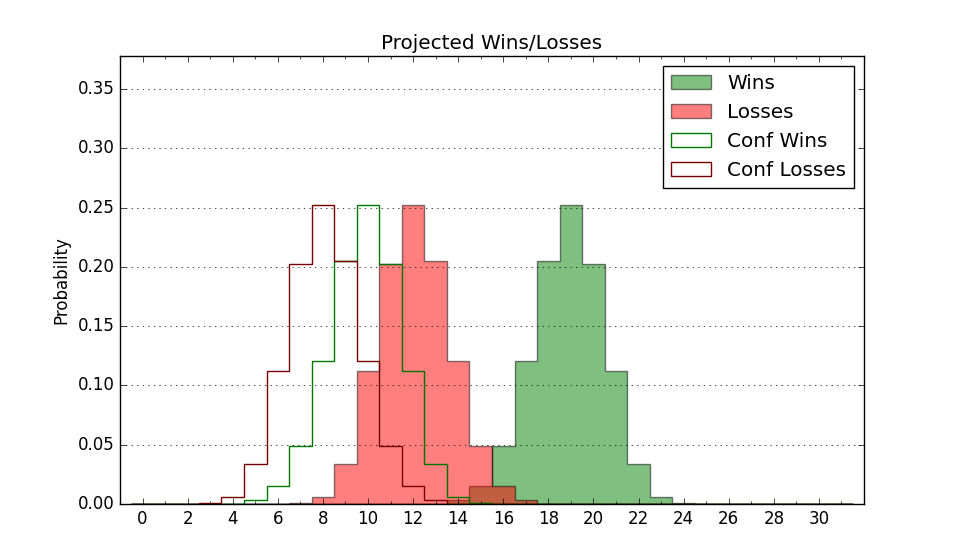 Projected Wins/Losses
Probability
0.35
0.30
0.25
0.20
0.15
0.10
0.05
0.00
Wins
Losses
Conf Wins
Conf Losses
0 2 4 6 8 10 12 14 16 18 20 22 24 26 28 30